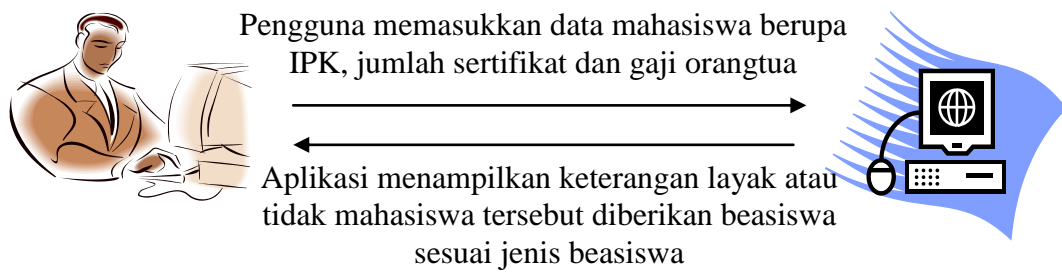 Pengguna memasukkan data mahasiswa berupa
IPK, jumlah sertifikat dan gaji orangtua
Aplikasi menampilkan keterangan layak atau
tidak mahasiswa tersebut diberikan beasiswa
sesuai jenis beasiswa